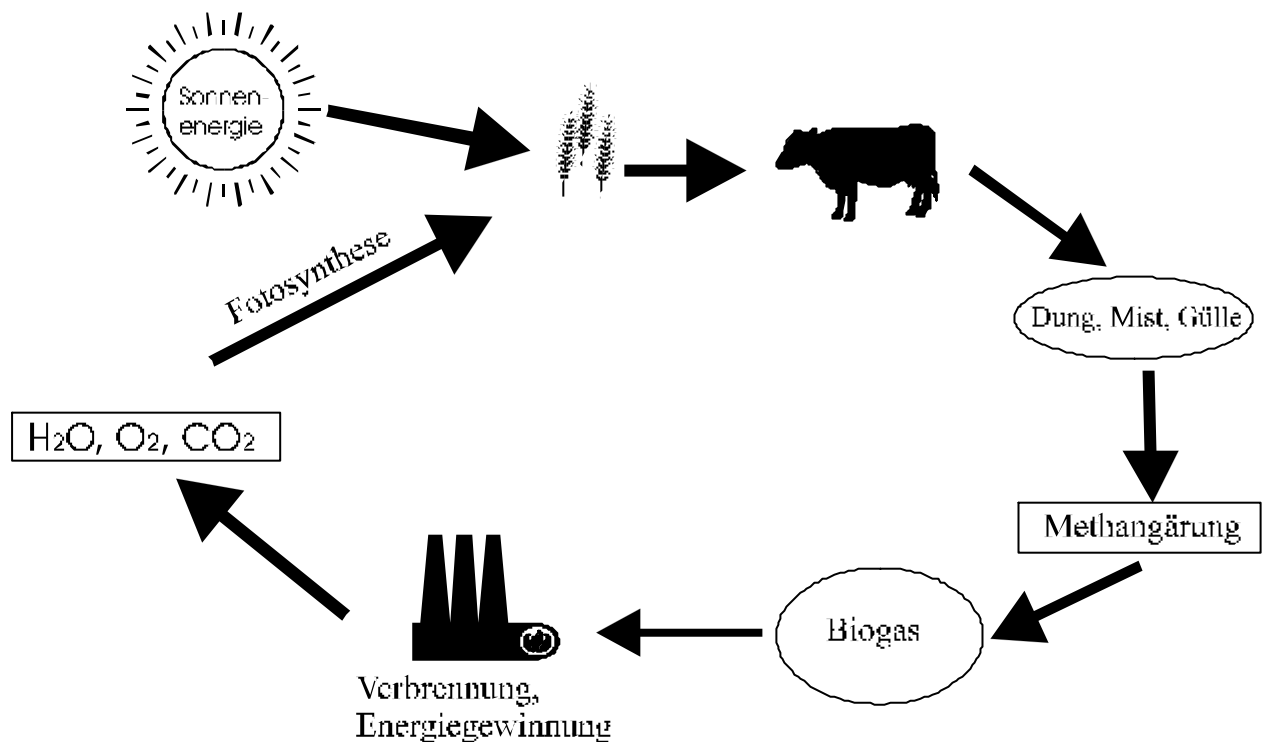 Sonnen-
energie
Fotosynthese
Dung, Mist, Gülle
H₂O, O₂, CO₂
Methangärung
Biogas
Verbrennung,
Energiegewinnung